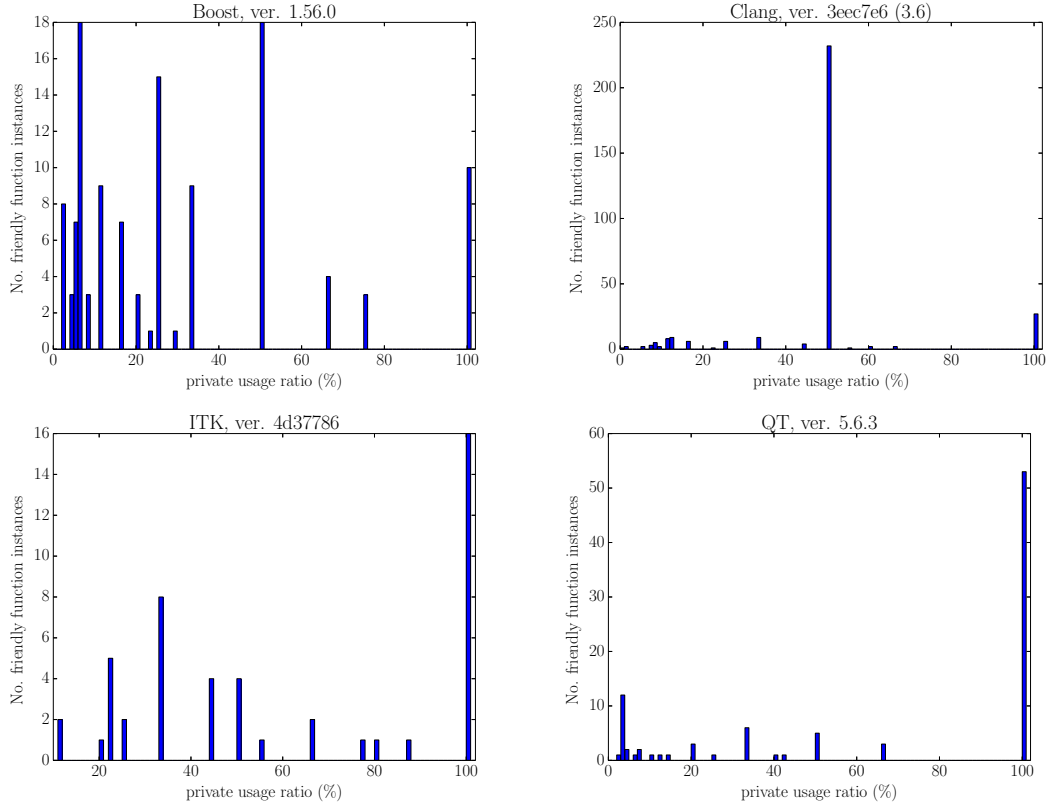 Boost, ver. 1.56.0
No. friendly function instances
18
16
14
12
10
8
6
4
2
0
0 20 40 60 80 100
private usage ratio (%)
Clang, ver. 3eec7e6 (3.6)
No. friendly function instances
250
200
150
100
50
0
0 20 40 60 80 100
private usage ratio (%)
ITK, ver. 4d37786
No. friendly function instances
16
14
12
10
8
6
4
2
0
20 40 60 80 100
private usage ratio (%)
QT, ver. 5.6.3
No. friendly function instances
60
50
40
30
20
10
0
0 20 40 60 80 100
private usage ratio (%)